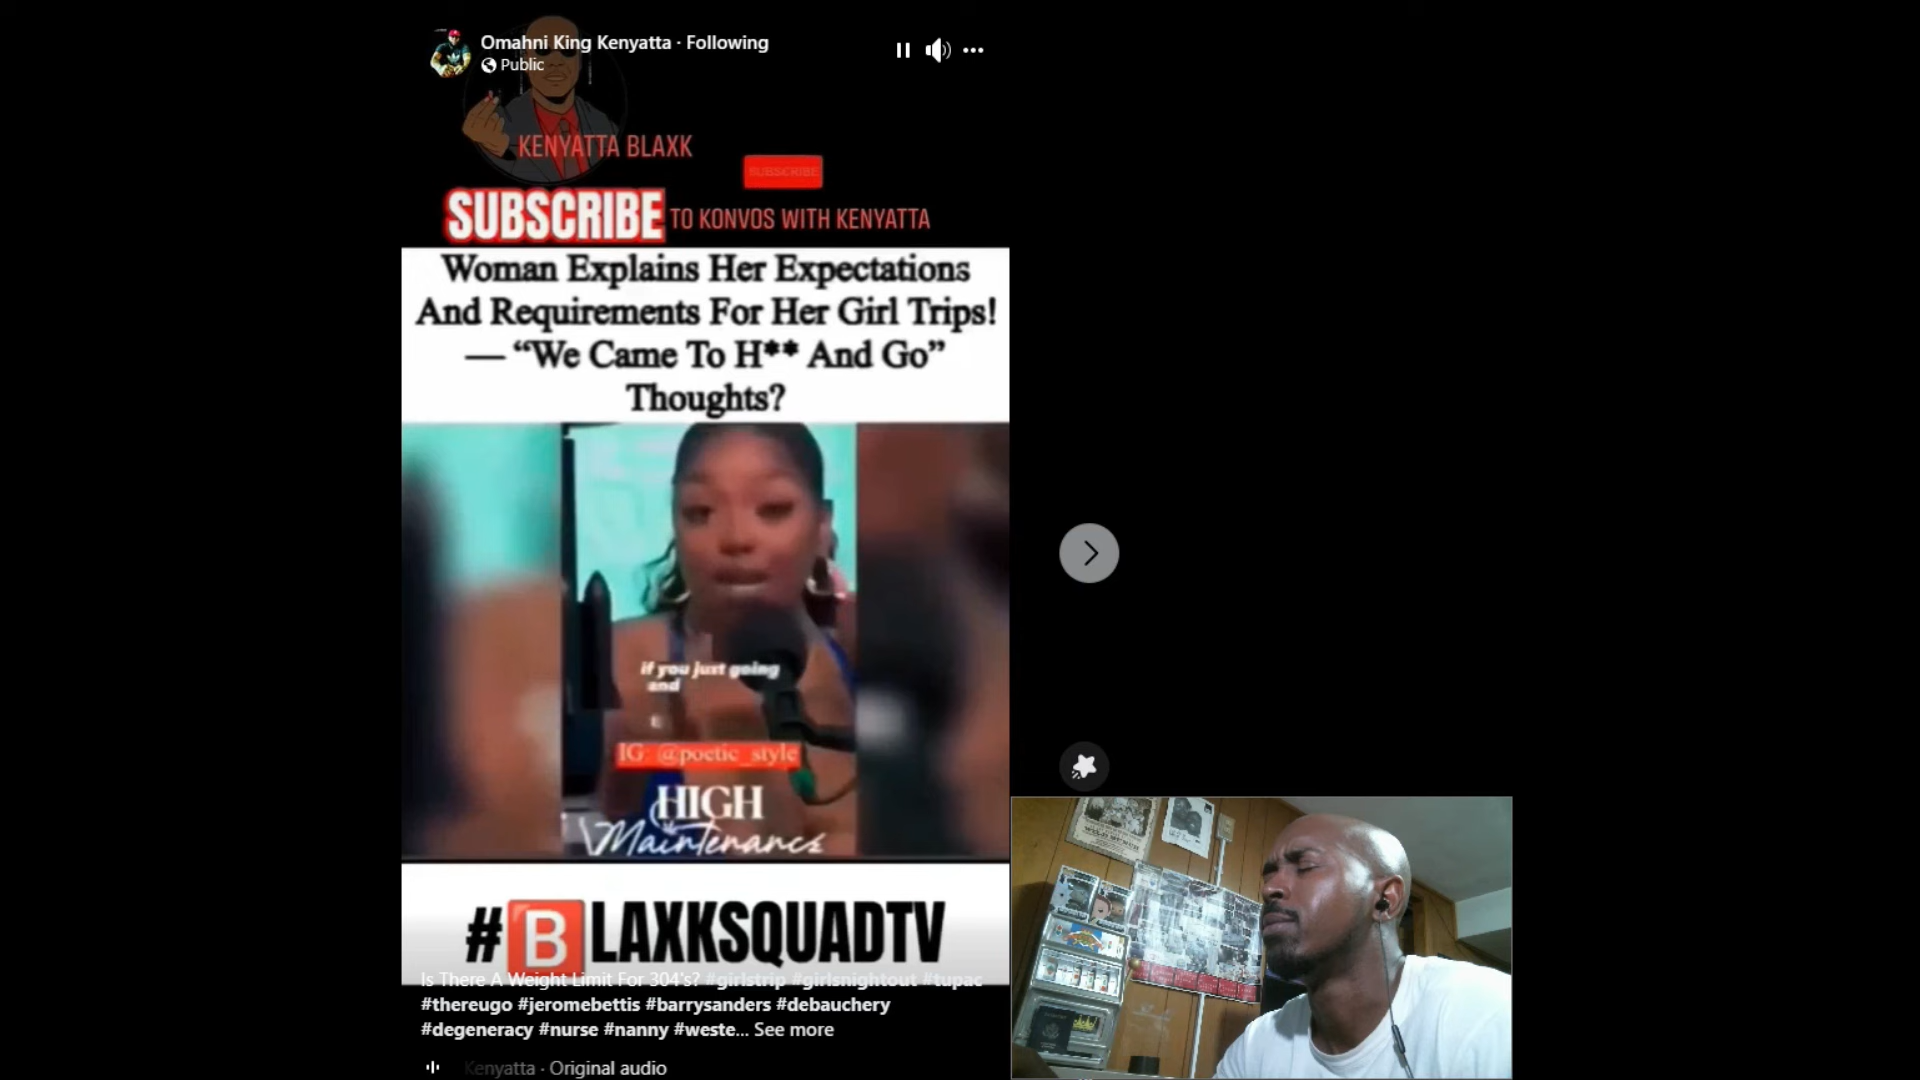 Omahni King Kenyatta · Following
Public
KENYATTA BLAXK
SUBSCRIBE
SUBSCRIBE TO KONVOS WITH KENYATTA
Woman Explains Her Expectations
And Requirements For Her Girl Trips!
— “We Came To H** And Go”
Thoughts?
if you just going
and
IG: @poetic_style
HIGH
Maintenance
#🅱LAXKSQUADTV
Is There A Weight Limit For 304's? #girlstrip #girlsnightout #tupac
#thereugo #jeromebettis #barrysanders #debauchery
#degeneracy #nurse #nanny #weste... See more
Kenyatta · Original audio